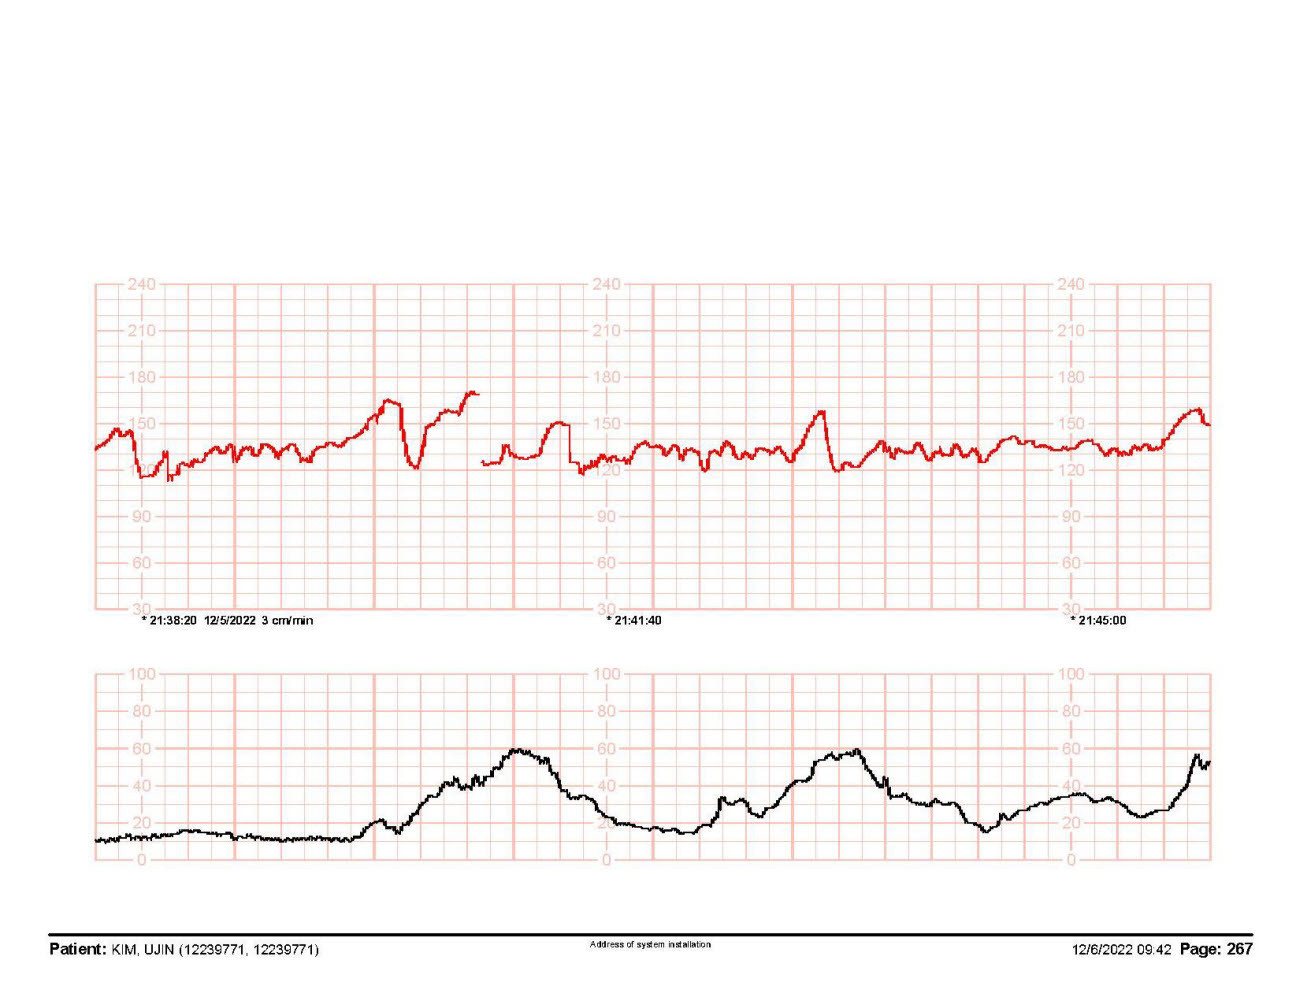 240 240 240
210 210 210
180 180 180
150 150 150
120 120 120
90 90 90
60 60 60
30 30 30
* 21:38:20 12/5/2022 3 cm/min * 21:41:40 * 21:45:00
100 100 100
80 80 80
60 60 60
40 40 40
20 20 20
0 0 0
Patient: KIM, UJIN (12239771, 12239771) Address of system installation 12/6/2022 09:42 Page: 267